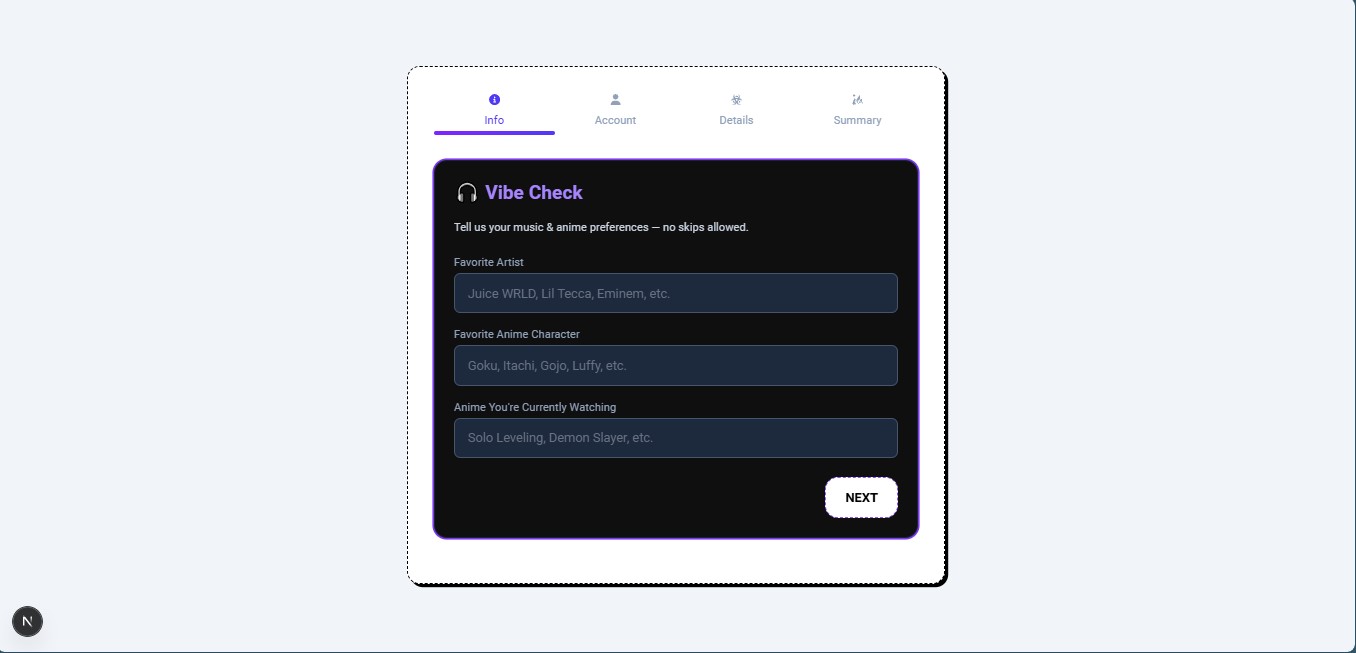 Info
Account
Details
Summary
🎧 Vibe Check
Tell us your music & anime preferences — no skips allowed.
Favorite Artist
Juice WRLD, Lil Tecca, Eminem, etc.
Favorite Anime Character
Goku, Itachi, Gojo, Luffy, etc.
Anime You're Currently Watching
Solo Leveling, Demon Slayer, etc.
NEXT
N